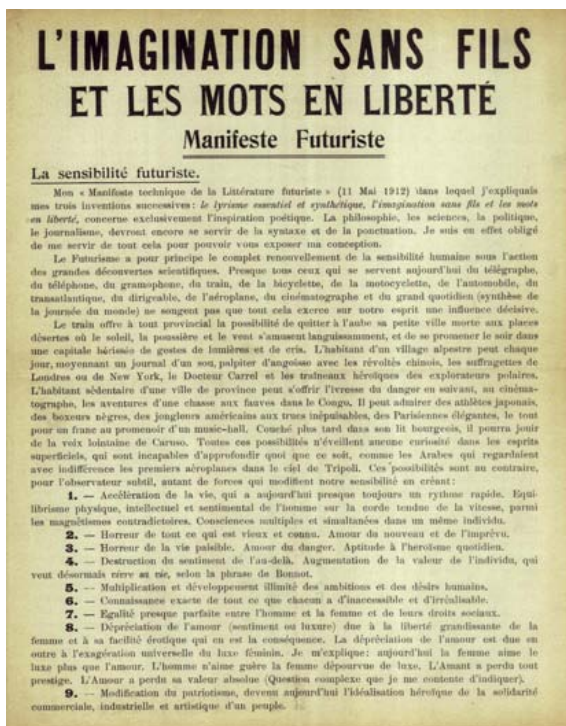 L'IMAGINATION SANS FILS
ET LES MOTS EN LIBERTÉ
Manifeste Futuriste
La sensibilité futuriste.
Mon « Manifeste technique de la Littérature futuriste » (11 Mai 1912) dans lequel j'expliquais
mes trois inventions successives : le lyrisme essentiel et synthétique, l'imagination sans fils et les mots
en liberté, concerne exclusivement l'inspiration poétique. La philosophie, les sciences, la politique,
le journalisme, devront encore se servir de la syntaxe et de la ponctuation. Je suis en effet obligé
de me servir de tout cela pour pouvoir vous exposer ma conception.
Le Futurisme a pour principe le complet renouvellement de la sensibilité humaine sous l'action
des grandes découvertes scientifiques. Presque tous ceux qui se servent aujourd'hui du télégraphe,
du téléphone, du gramophone, du train, de la bicyclette, de la motocyclette, de l'automobile, du
transatlantique, du dirigeable, de l'aéroplane, du cinématographe et du grand quotidien (synthèse de
la journée du monde) ne songent pas que tout cela exerce sur notre esprit une influence décisive.
Le train offre à tout provincial la possibilité de quitter à l'aube sa petite ville morte aux places
désertes où le soleil, la poussière et le vent s'amusent languissamment, et de se promener le soir dans
une capitale hérissée de gestes de lumières et de cris. L'habitant d'un village alpestre peut chaque
jour, moyennant un journal d'un sou, palpiter d'angoisse avec les révoltés chinois, les suffragettes de
Londres ou de New York, le Docteur Carrel et les traîneaux héroïques des explorateurs polaires.
L'habitant sédentaire d'une ville de province peut s'offrir l'ivresse du danger en suivant, au cinéma-
tographe, les aventures d'une chasse aux fauves dans le Congo. Il peut admirer des athlètes japonais,
des boxeurs nègres, des jongleurs américains aux trucs inépuisables, des Parisiennes élégantes, le tout
pour un franc au promenoir d'un music-hall. Couché plus tard dans son lit bourgeois, il pourra jouir
de la voix lointaine de Caruso. Toutes ces possibilités n'éveillent aucune curiosité dans les esprits
superficiels, qui sont incapables d'approfondir quoi que ce soit, comme les Arabes qui regardaient
avec indifférence les premiers aéroplanes dans le ciel de Tripoli. Ces possibilités sont au contraire,
pour l'observateur subtil, autant de forces qui modifient notre sensibilité en créant :
1. — Accélération de la vie, qui a aujourd'hui presque toujours un rythme rapide. Equi-
librisme physique, intellectuel et sentimental de l'homme sur la corde tendue de la vitesse, parmi
les magnétismes contradictoires. Consciences multiples et simultanées dans un même individu.
2. — Horreur de tout ce qui est vieux et connu. Amour du nouveau et de l'imprévu.
3. — Horreur de la vie paisible. Amour du danger. Aptitude à l'heroïsme quotidien.
4. — Destruction du sentiment de l'au-delà. Augmentation de la valeur de l'individu, qui
veut désormais vivre sa vie, selon la phrase de Bonnot.
5. — Multiplication et développement illimité des ambitions et des désirs humains.
6. — Connaissance exacte de tout ce que chacun a d'inaccessible et d'irréalisable.
7. — Egalité presque parfaite entre l'homme et la femme et de leurs droits sociaux.
8. — Dépréciation de l'amour (sentiment ou luxure) due à la liberté grandissante de la
femme et à sa facilité érotique qui en est la conséquence. La dépréciation de l'amour est due en
outre à l'exagération universelle du luxe féminin. Je m'explique : aujourd'hui la femme aime le
luxe plus que l'amour. L'homme n'aime guère la femme dépourvue de luxe. L'Amant a perdu tout
prestige. L'Amour a perdu sa valeur absolue (Question complexe que je me contente d'indiquer).
9. — Modification du patriotisme, devenu aujourd'hui l'idéalisation héroïque de la solidarité
commerciale, industrielle et artistique d'un peuple.